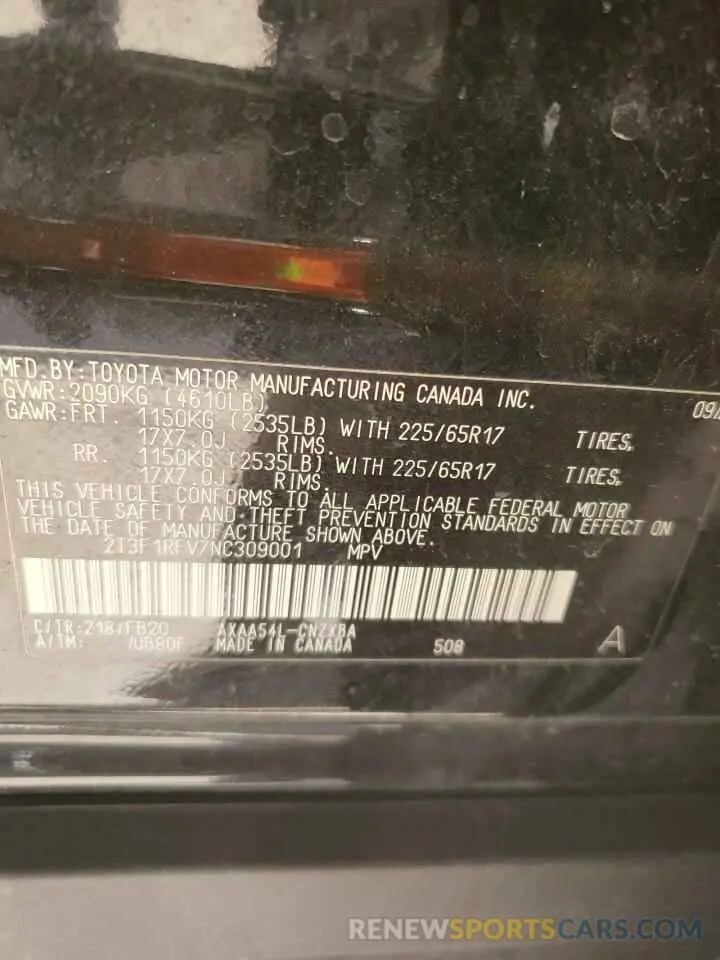 MFD.BY:TOYOTA MOTOR MANUFACTURING CANADA INC. 09/
GVWR:2090KG (4610LB)
GAWR:FRT. 1150KG (2535LB) WITH 225/65R17 TIRES,
17X7.0J RIMS.
RR. 1150KG (2535LB) WITH 225/65R17 TIRES,
17X7.0J RIMS
THIS VEHICLE CONFORMS TO ALL APPLICABLE FEDERAL MOTOR
VEHICLE SAFETY AND THEFT PREVENTION STANDARDS IN EFFECT ON
THE DATE OF MANUFACTURE SHOWN ABOVE.
2T3F1RFV7NC309001 MPV
C/TR:218/FB20 AXAA54L-CNZXBA
A/TM: /UB80F MADE IN CANADA 508 A
RENEWSPORTSCARS.COM